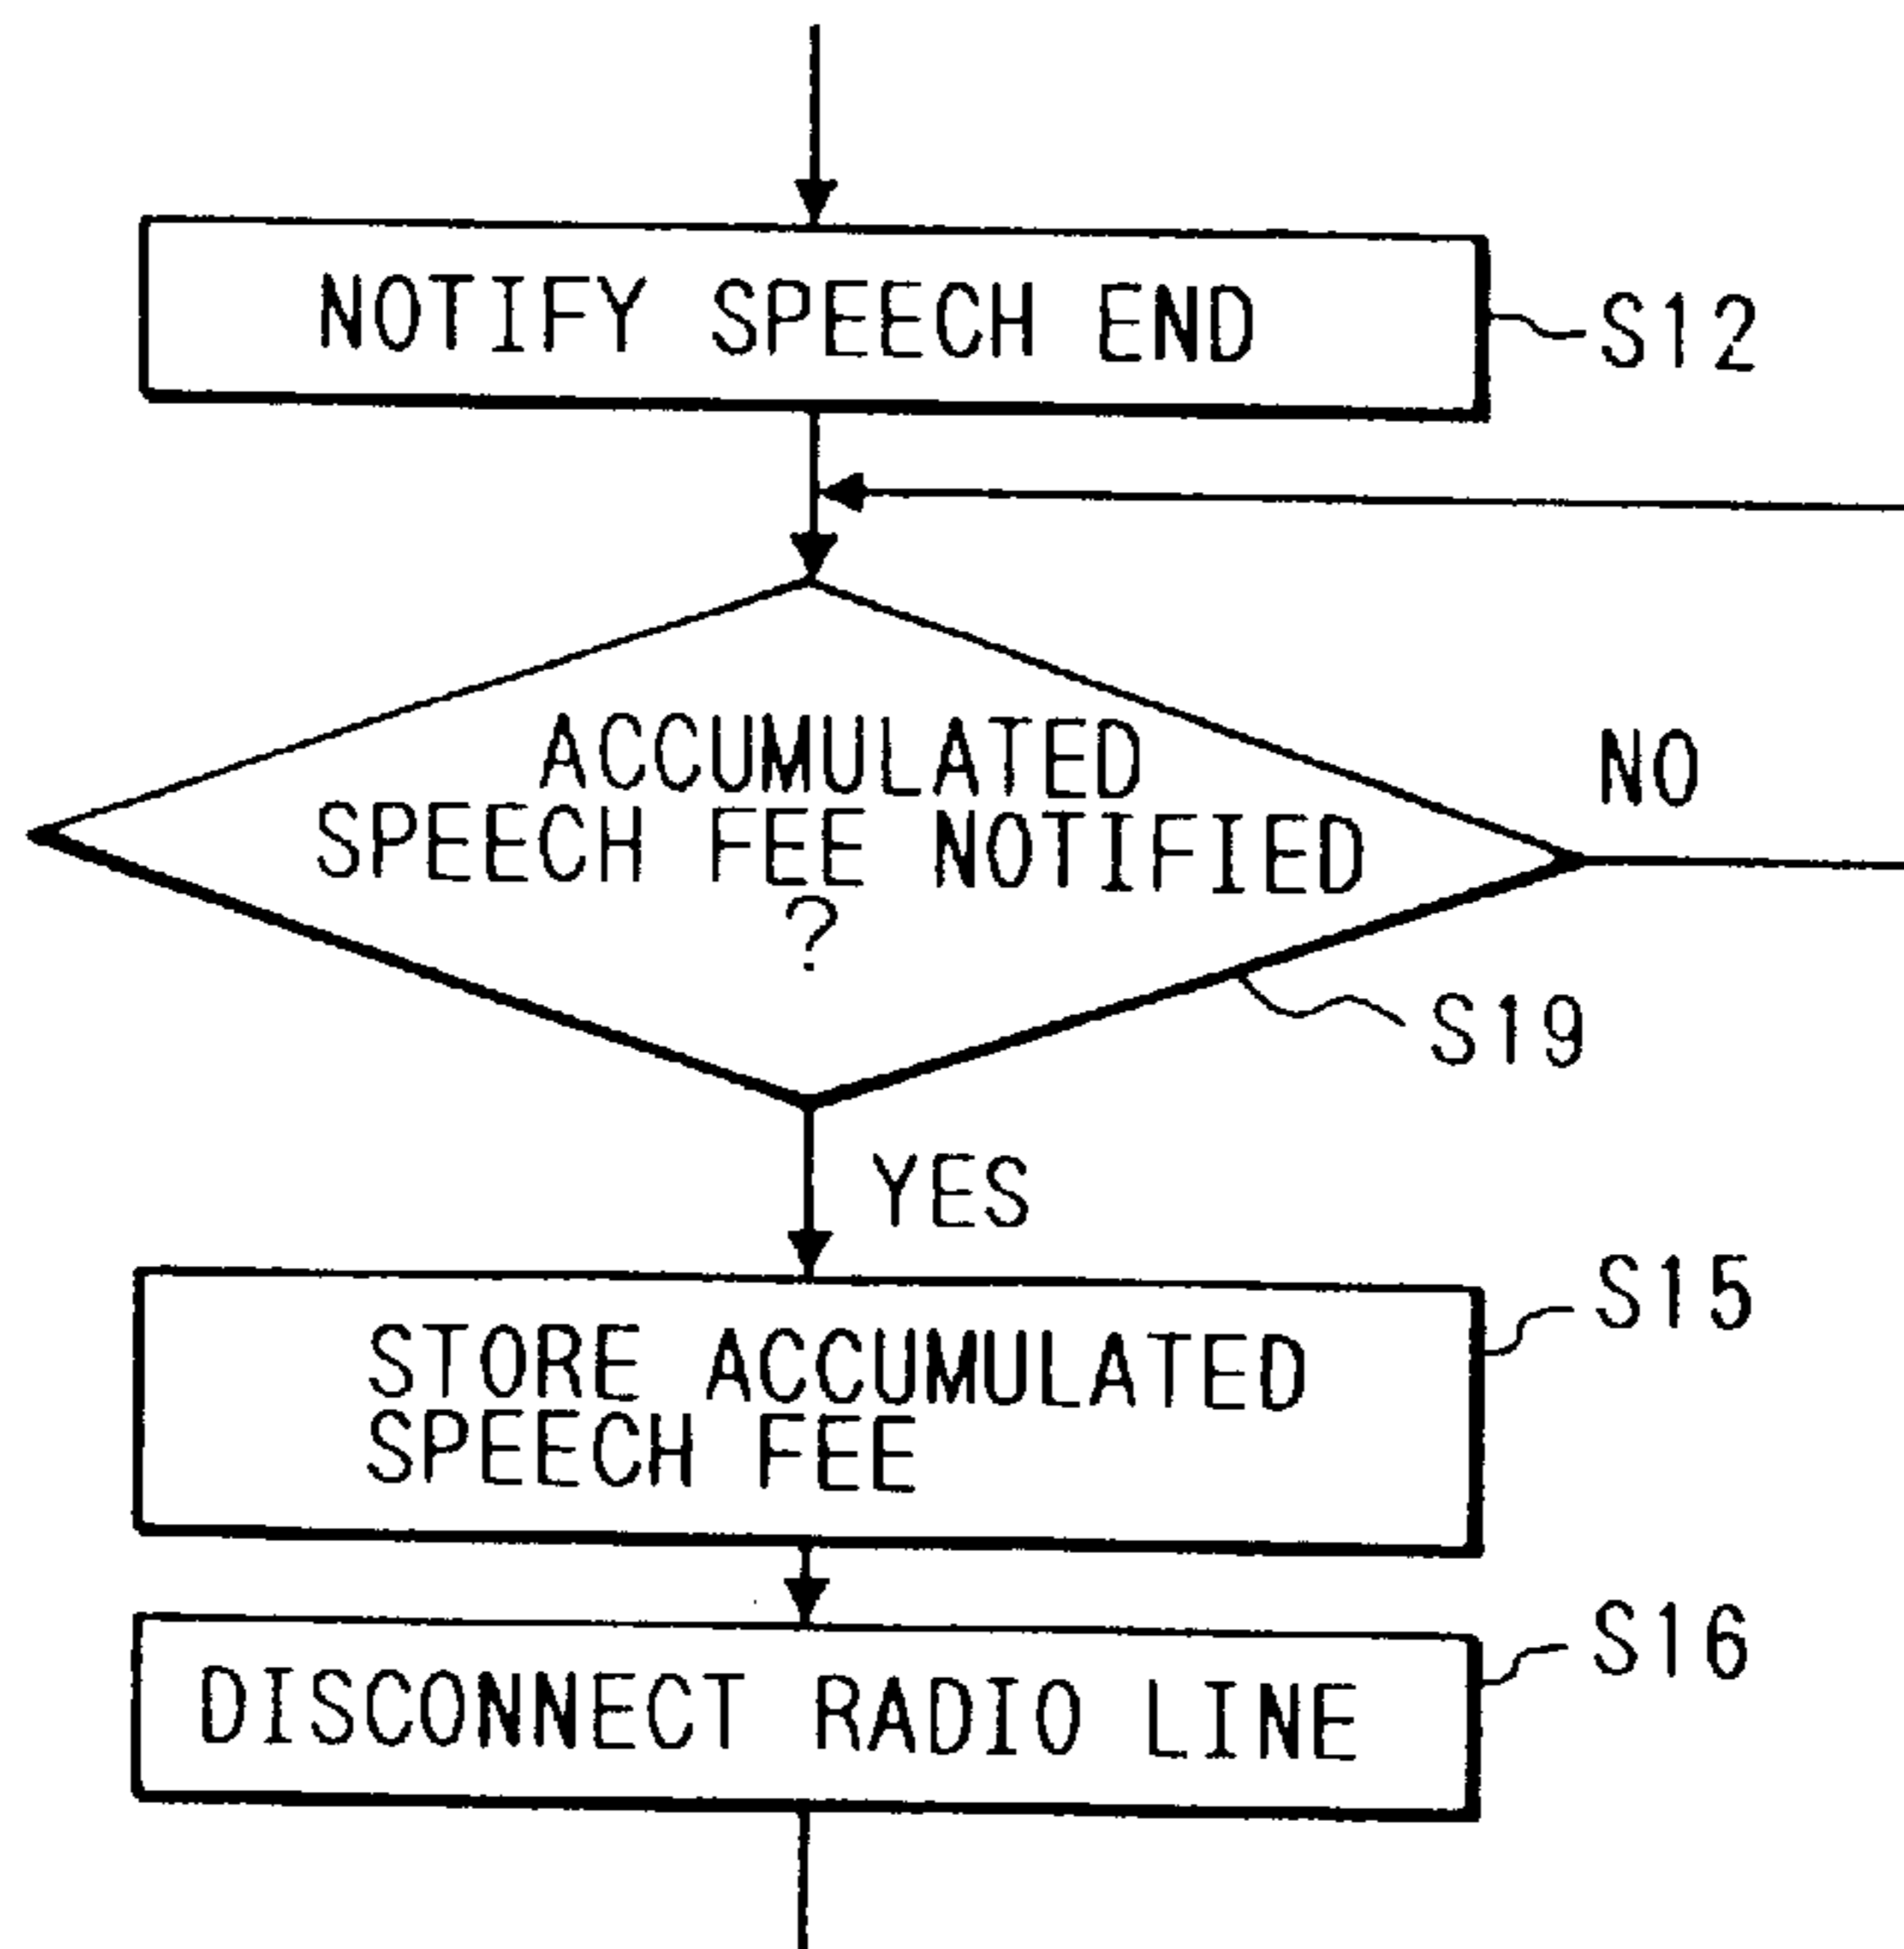 NOTIFY SPEECH END
S12
ACCUMULATED
SPEECH FEE NOTIFIED
?
NO
S19
YES
S15
STORE ACCUMULATED
SPEECH FEE
S16
DISCONNECT RADIO LINE